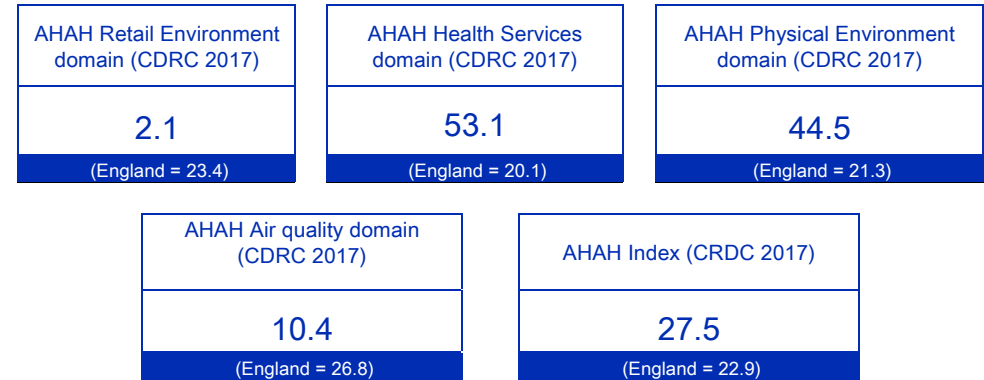 AHAH Retail Environment
domain (CDRC 2017)
2.1
(England = 23.4)
AHAH Health Services
domain (CDRC 2017)
53.1
(England = 20.1)
AHAH Physical Environment
domain (CDRC 2017)
44.5
(England = 21.3)
AHAH Air quality domain
(CDRC 2017)
10.4
(England = 26.8)
AHAH Index (CRDC 2017)
27.5
(England = 22.9)